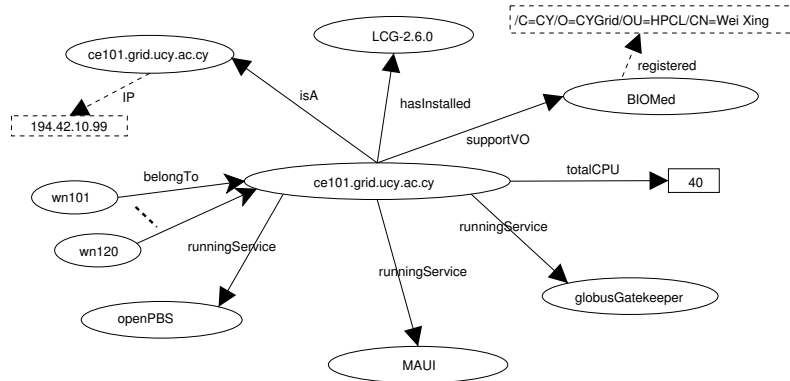 /C=CY/O=CYGrid/OU=HPCL/CN=Wei Xing
LCG-2.6.0
ce101.grid.ucy.ac.cy
registered
IP
isA
hasInstalled
BIOMed
194.42.10.99
supportVO
belongTo
totalCPU
ce101.grid.ucy.ac.cy
40
wn101
wn120
runningService
runningService
runningService
globusGatekeeper
openPBS
MAUI